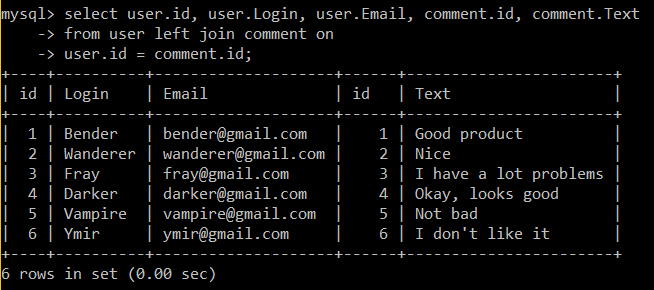 mysql> select user.id, user.Login, user.Email, comment.id, comment.Text
    -> from user left join comment on
    -> user.id = comment.id;
+----+----------+--------------------+------+-----------------------+
| id | Login    | Email              | id   | Text                  |
+----+----------+--------------------+------+-----------------------+
|  1 | Bender   | bender@gmail.com   |    1 | Good product          |
|  2 | Wanderer | wanderer@gmail.com |    2 | Nice                  |
|  3 | Fray     | fray@gmail.com     |    3 | I have a lot problems |
|  4 | Darker   | darker@gmail.com   |    4 | Okay, looks good      |
|  5 | Vampire  | vampire@gmail.com  |    5 | Not bad               |
|  6 | Ymir     | ymir@gmail.com     |    6 | I don't like it       |
+----+----------+--------------------+------+-----------------------+
6 rows in set (0.00 sec)